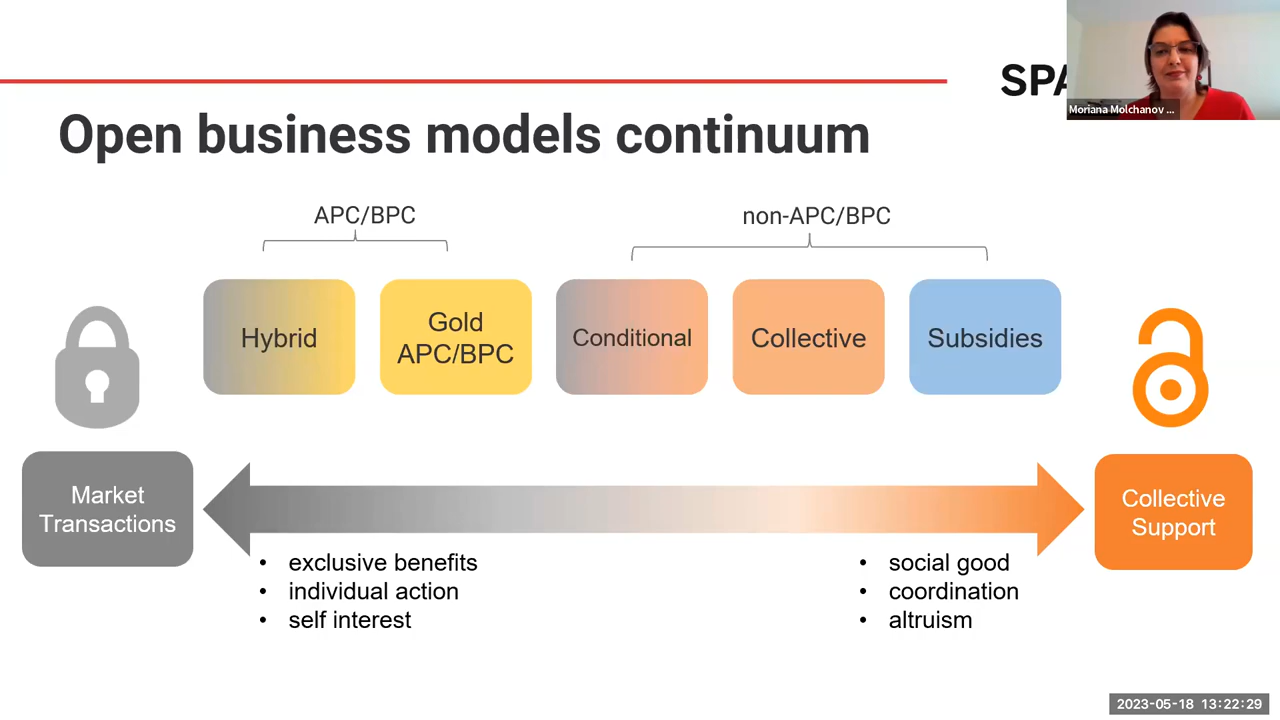 SPA
Moriana Molchanov ...
Open business models continuum
APC/BPC
non-APC/BPC
Hybrid
Gold
APC/BPC
Conditional
Collective
Subsidies
Market
Transactions
Collective
Support
• exclusive benefits
• individual action
• self interest
• social good
• coordination
• altruism
2023-05-18 13:22:29